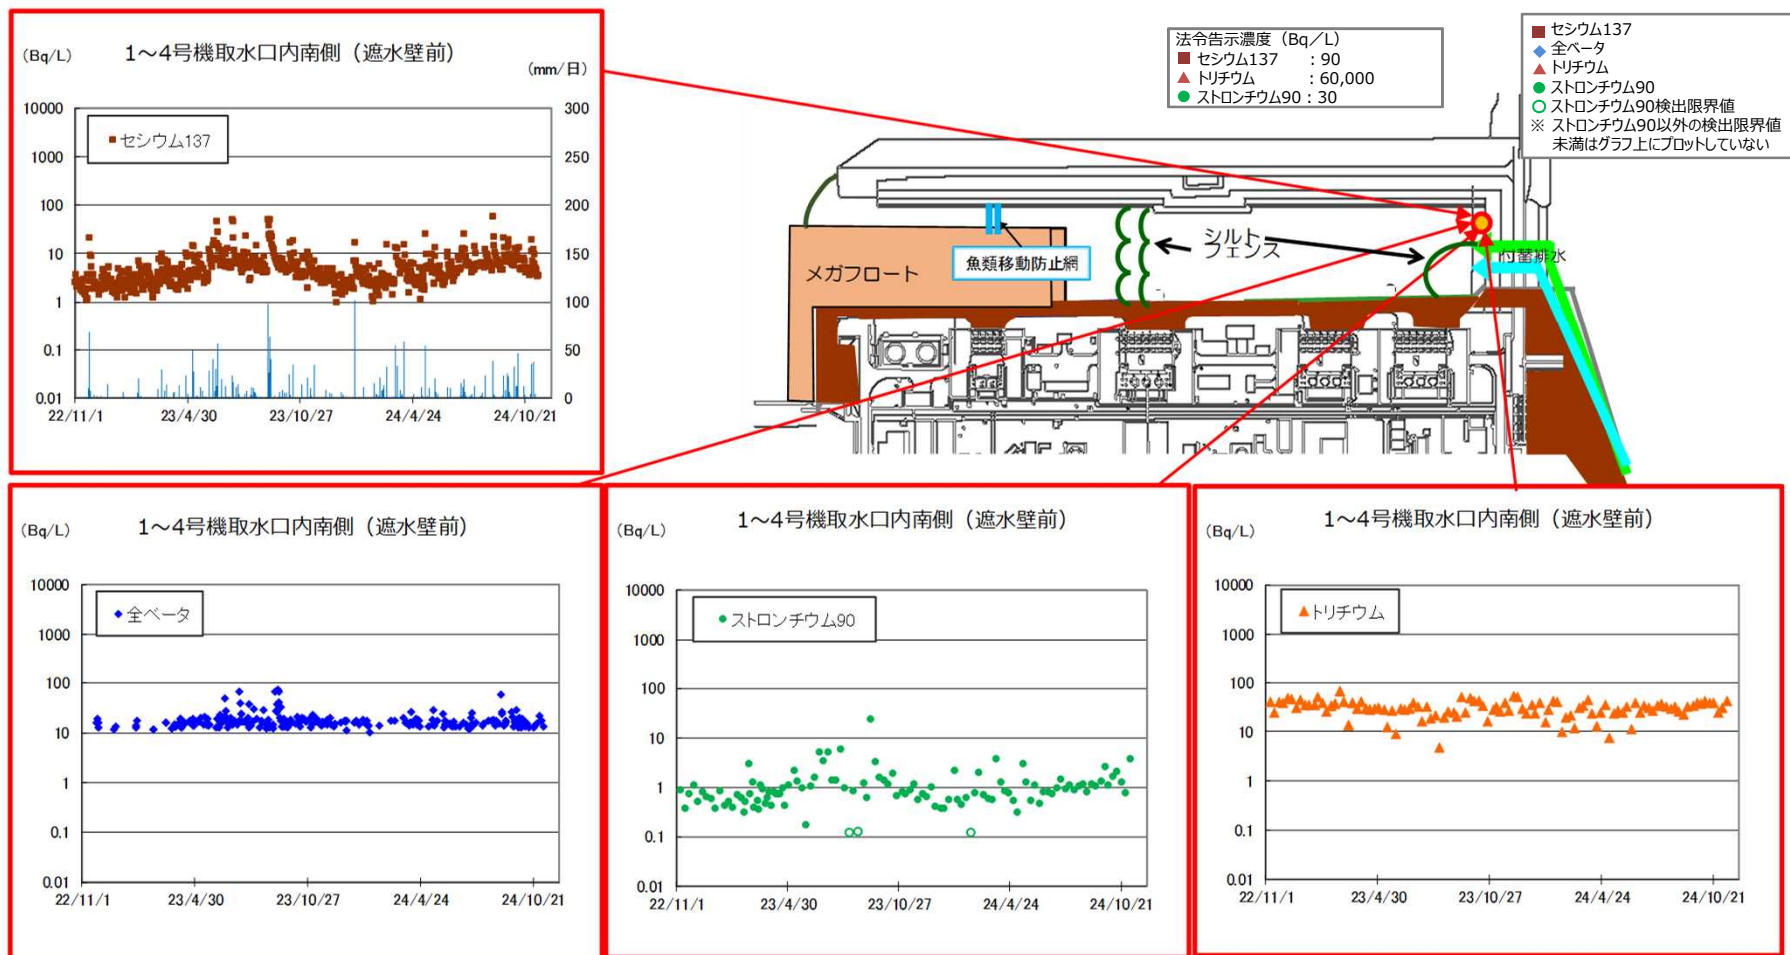 (Bq/L)
1～4号機取水口内南側（遮水壁前）
(mm/日)
10000
1000
100
10
1
0.1
0.01
300
250
200
150
100
50
0
セシウム137
22/11/1
23/4/30
23/10/27
24/4/24
24/10/21
法令告示濃度（Bq／L）
セシウム137 ：90
トリチウム ：60,000
ストロンチウム90：30
セシウム137
全ベータ
トリチウム
ストロンチウム90
ストロンチウム90検出限界値
※ ストロンチウム90以外の検出限界値
未満はグラフ上にプロットしていない
メガフロート
魚類移動防止網
シルト
フェンス
付替排水
(Bq/L)
1～4号機取水口内南側（遮水壁前）
10000
1000
100
10
1
0.1
0.01
全ベータ
22/11/1
23/4/30
23/10/27
24/4/24
24/10/21
(Bq/L)
1～4号機取水口内南側（遮水壁前）
10000
1000
100
10
1
0.1
0.01
ストロンチウム90
22/11/1
23/4/30
23/10/27
24/4/24
24/10/21
(Bq/L)
1～4号機取水口内南側（遮水壁前）
10000
1000
100
10
1
0.1
0.01
トリチウム
22/11/1
23/4/30
23/10/27
24/4/24
24/10/21